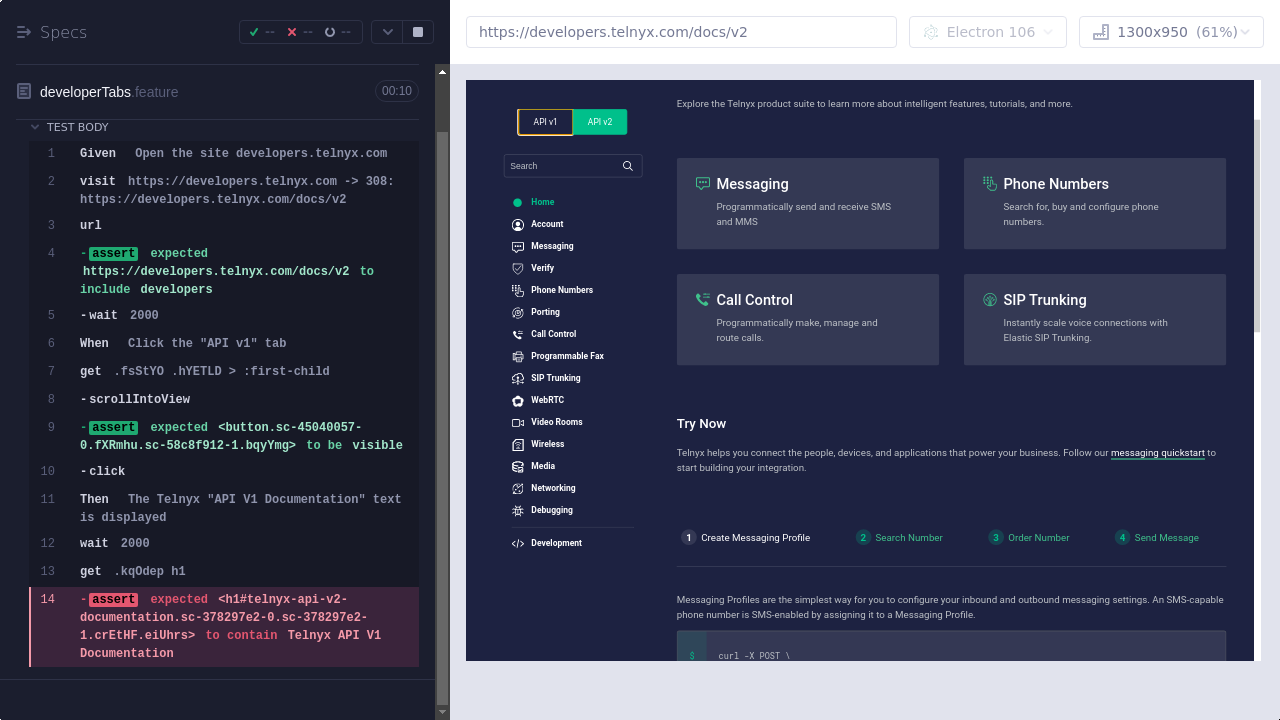 Specs
--
--
--
developerTabs.feature
00:10
TEST BODY
1 Given Open the site developers.telnyx.com
2 visit https://developers.telnyx.com -> 308:
https://developers.telnyx.com/docs/v2
3 url
4 -assert expected
https://developers.telnyx.com/docs/v2 to
include developers
5 -wait 2000
6 When Click the "API v1" tab
7 get .fsStYO .hYETLD > :first-child
8 -scrollIntoView
9 -assert expected <button.sc-45040057-
0.fXRmhu.sc-58c8f912-1.bqyYmg> to be visible
10 -click
11 Then The Telnyx "API V1 Documentation" text
is displayed
12 wait 2000
13 get .kqOdep h1
14 -assert expected <h1#telnyx-api-v2-
documentation.sc-378297e2-0.sc-378297e2-
1.crEtHF.eiUhrs> to contain Telnyx API V1
Documentation
https://developers.telnyx.com/docs/v2
Electron 106
1300x950 (61%)
API v1
API v2
Search
Home
Account
Messaging
Verify
Phone Numbers
Porting
Call Control
Programmable Fax
SIP Trunking
WebRTC
Video Rooms
Wireless
Media
Networking
Debugging
Development
Explore the Telnyx product suite to learn more about intelligent features, tutorials, and more.
Messaging
Programmatically send and receive SMS
and MMS
Phone Numbers
Search for, buy and configure phone
numbers.
Call Control
Programmatically make, manage and
route calls.
SIP Trunking
Instantly scale voice connections with
Elastic SIP Trunking.
Try Now
Telnyx helps you connect the people, devices, and applications that power your business. Follow our messaging quickstart to
start building your integration.
1 Create Messaging Profile
2 Search Number
3 Order Number
4 Send Message
Messaging Profiles are the simplest way for you to configure your inbound and outbound messaging settings. An SMS-capable
phone number is SMS-enabled by assigning it to a Messaging Profile.
$ curl -X POST \